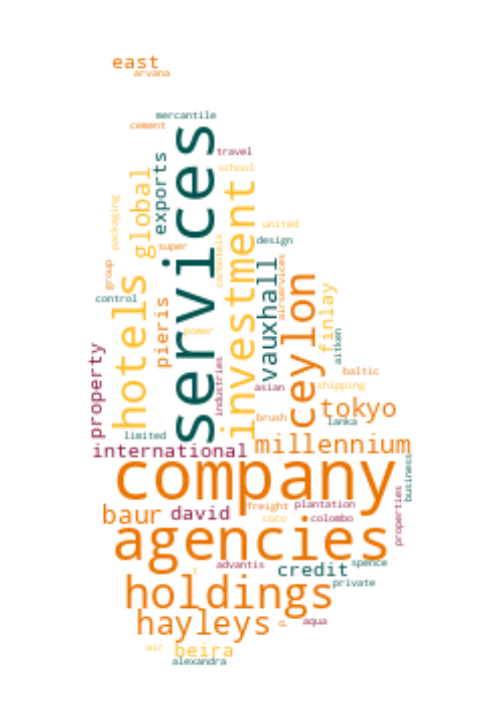 east
arvana
mercantile
cement
services
travel
school
exports
global
investment
packaging
united
design
super
carbotels
vauxhall
airservices
group
hotels
control
ceylon
finlay
pieris
power
aitken
property
industries
baltic
asian
shipping
tokyo
brush
lanka
limited
international
millennium
company
business
properties
baur
david
freight
plantation
coco
colombo
agencies
advantis
credit
spence
t
private
holdings
hayleys
p
aqua
air
beira
alexandra